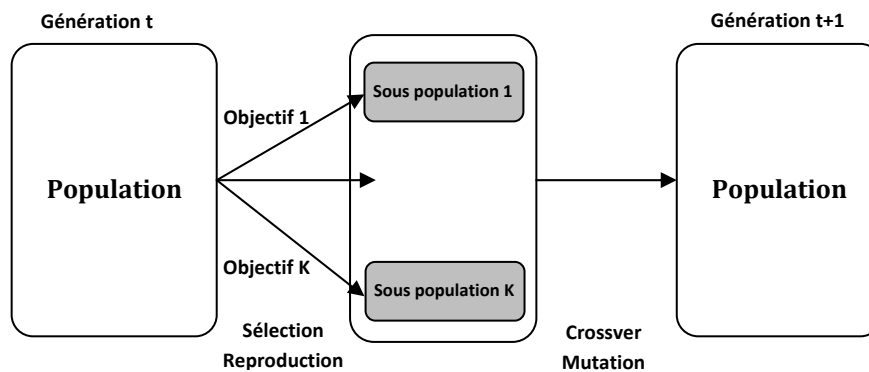 Génération t
Génération t+1
Sous population 1
Objectif 1
Population
Population
Objectif K
Sous population K
Sélection
Reproduction
Crossver
Mutation